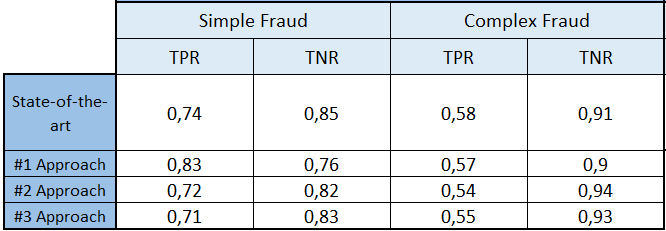 Simple Fraud Complex Fraud
TPR TNR TPR TNR
State-of-the-
art 0,74 0,85 0,58 0,91
#1 Approach 0,83 0,76 0,57 0,9
#2 Approach 0,72 0,82 0,54 0,94
#3 Approach 0,71 0,83 0,55 0,93